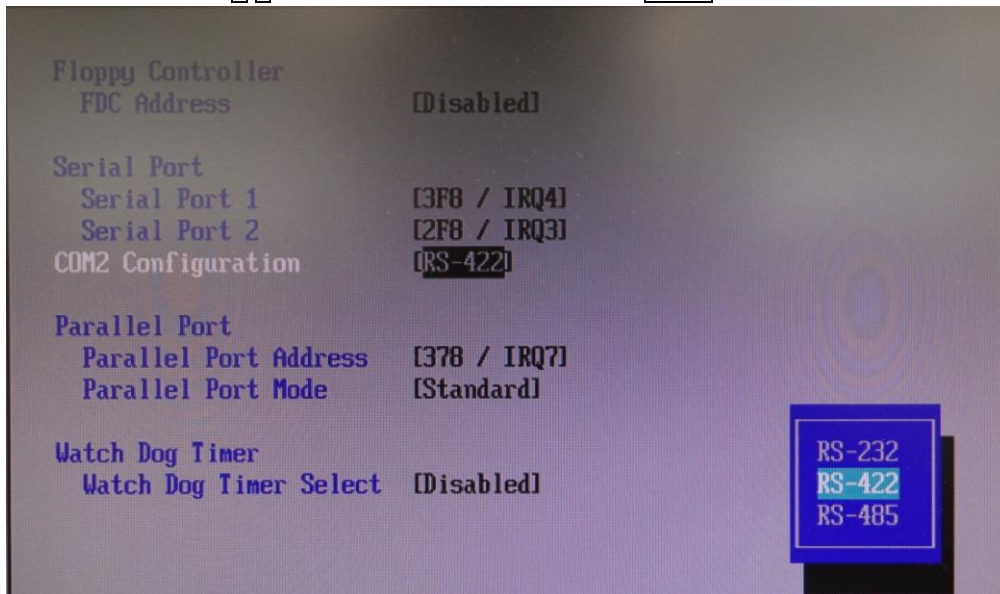 Floppy Controller
FDC Address [Disabled]
Serial Port
Serial Port 1 [3F8 / IRQ4]
Serial Port 2 [2F8 / IRQ3]
COM2 Configuration [RS-422]
Parallel Port
Parallel Port Address [378 / IRQ7]
Parallel Port Mode [Standard]
Watch Dog Timer
Watch Dog Timer Select [Disabled]
RS-232
RS-422
RS-485